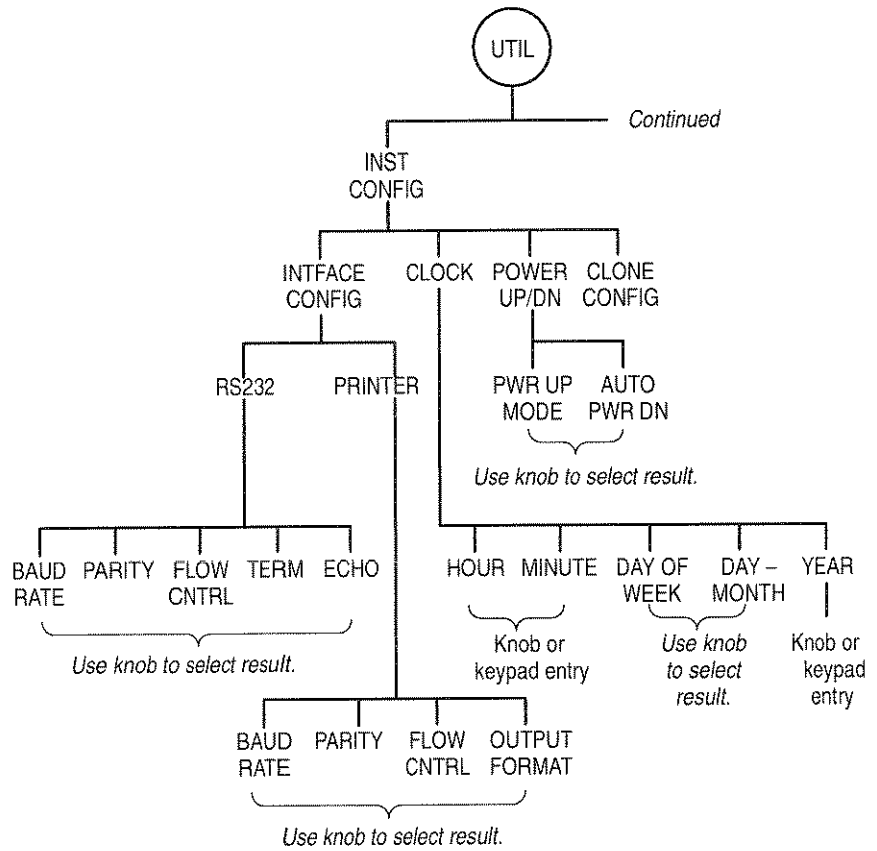 UTIL
Continued
INST
CONFIG
INTFACE
CONFIG
CLOCK
POWER
UP/DN
CLONE
CONFIG
RS232
PRINTER
PWR UP
MODE
AUTO
PWR DN
Use knob to select result.
BAUD
RATE
PARITY
FLOW
CNTRL
TERM
ECHO
Use knob to select result.
HOUR
MINUTE
DAY OF
WEEK
DAY –
MONTH
YEAR
Knob or
keypad entry
Use knob
to select
result.
Knob or
keypad
entry
BAUD
RATE
PARITY
FLOW
CNTRL
OUTPUT
FORMAT
Use knob to select result.